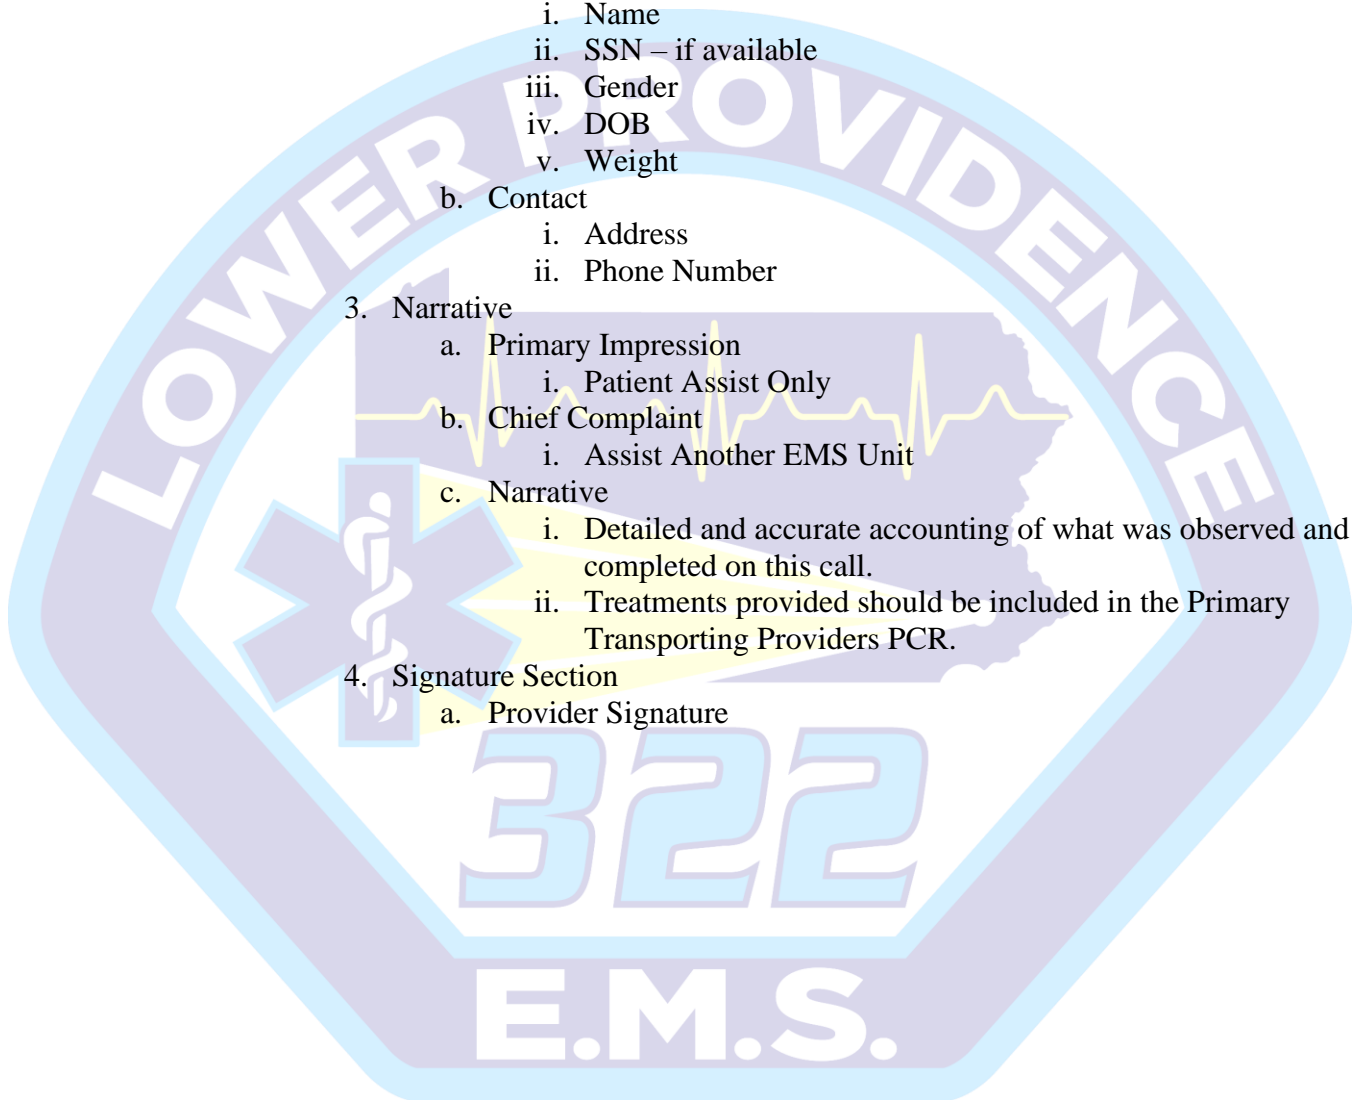 i. Name
ii. SSN – if available
iii. Gender
iv. DOB
v. Weight
b. Contact
i. Address
ii. Phone Number
3. Narrative
a. Primary Impression
i. Patient Assist Only
b. Chief Complaint
i. Assist Another EMS Unit
c. Narrative
i. Detailed and accurate accounting of what was observed and
completed on this call.
ii. Treatments provided should be included in the Primary
Transporting Providers PCR.
4. Signature Section
a. Provider Signature
LOWER PROVIDENCE
322
E.M.S.